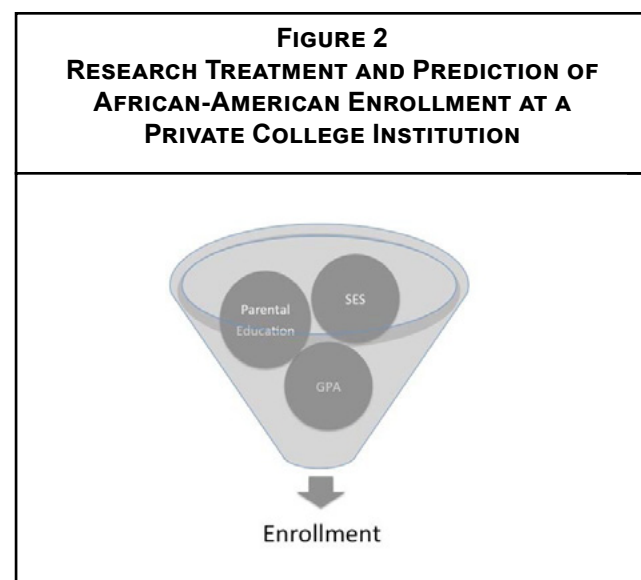 Figure 2
Research Treatment and Prediction of
African-American Enrollment at a
Private College Institution
Parental
Education
SES
GPA
Enrollment